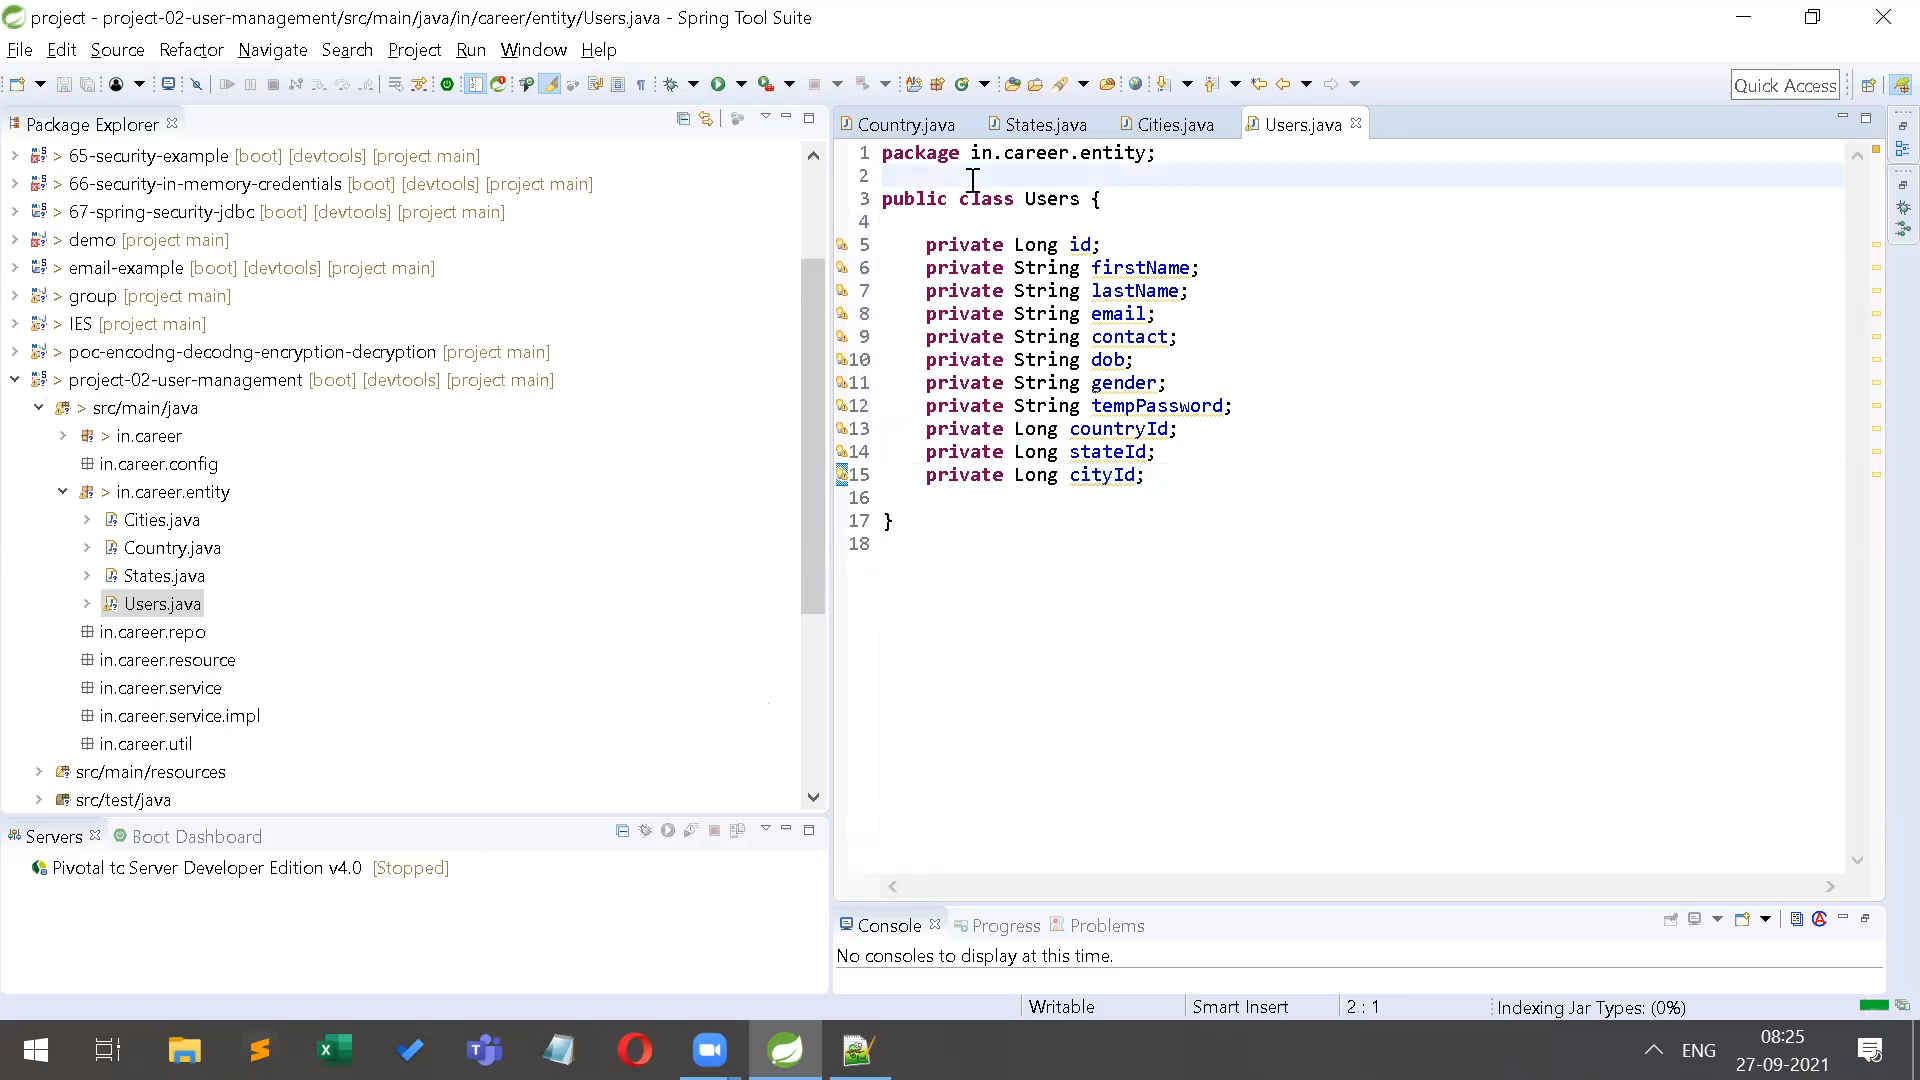 project - project-02-user-management/src/main/java/in/career/entity/Users.java - Spring Tool Suite
File Edit Source Refactor Navigate Search Project Run Window Help
Quick Access
Package Explorer
> 65-security-example [boot] [devtools] [project main]
> 66-security-in-memory-credentials [boot] [devtools] [project main]
> 67-spring-security-jdbc [boot] [devtools] [project main]
> demo [project main]
> email-example [boot] [devtools] [project main]
> group [project main]
> IES [project main]
> poc-encodng-decodng-encryption-decryption [project main]
> project-02-user-management [boot] [devtools] [project main]
> src/main/java
> in.career
in.career.config
> in.career.entity
Cities.java
Country.java
States.java
Users.java
in.career.repo
in.career.resource
in.career.service
in.career.service.impl
in.career.util
src/main/resources
src/test/java
Servers Boot Dashboard
Pivotal tc Server Developer Edition v4.0 [Stopped]
Country.java States.java Cities.java Users.java
1 package in.career.entity;
2
3 public class Users {
4
5 private Long id;
6 private String firstName;
7 private String lastName;
8 private String email;
9 private String contact;
10 private String dob;
11 private String gender;
12 private String tempPassword;
13 private Long countryId;
14 private Long stateId;
15 private Long cityId;
16
17 }
18
Console Progress Problems
No consoles to display at this time.
Writable Smart Insert 2 : 1 Indexing Jar Types: (0%)
ENG
08:25
27-09-2021